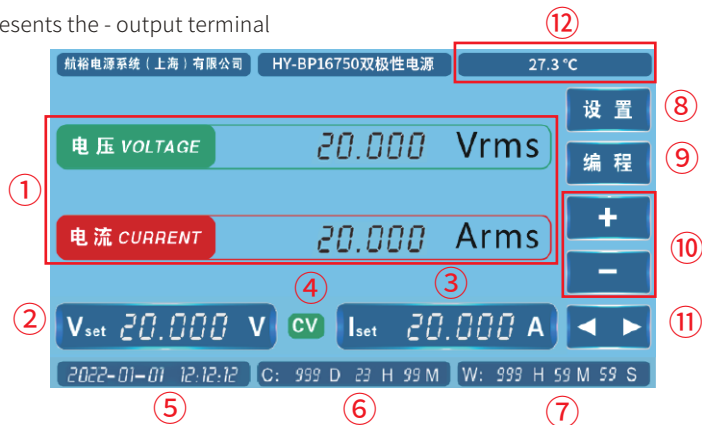 esents the - output terminal
⑫
航裕电源系统（上海）有限公司 HY-BP16750双极性电源 27.3 ℃
设 置 ⑧
①
电 压 VOLTAGE 20.000 Vrms
编 程 ⑨
+
电 流 CURRENT 20.000 Arms
⑩
−
④ ③
② Vset 20.000 V CV Iset 20.000 A ◀ ▶ ⑪
2022-01-01 12:12:12 C: 999 D 23 H 99 M W: 999 H 59 M 59 S
⑤ ⑥ ⑦